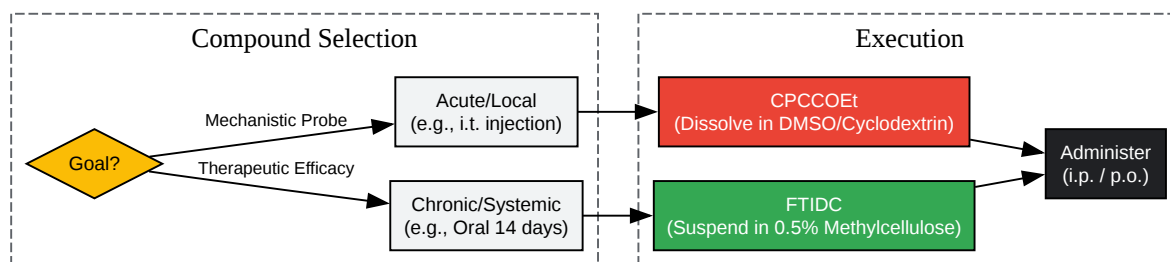 Compound Selection
Execution
Goal?
Mechanistic Probe
Therapeutic Efficacy
Acute/Local
(e.g., i.t. injection)
Chronic/Systemic
(e.g., Oral 14 days)
CPCCOEt
(Dissolve in DMSO/Cyclodextrin)
FTIDC
(Suspend in 0.5% Methylcellulose)
Administer
(i.p. / p.o.)